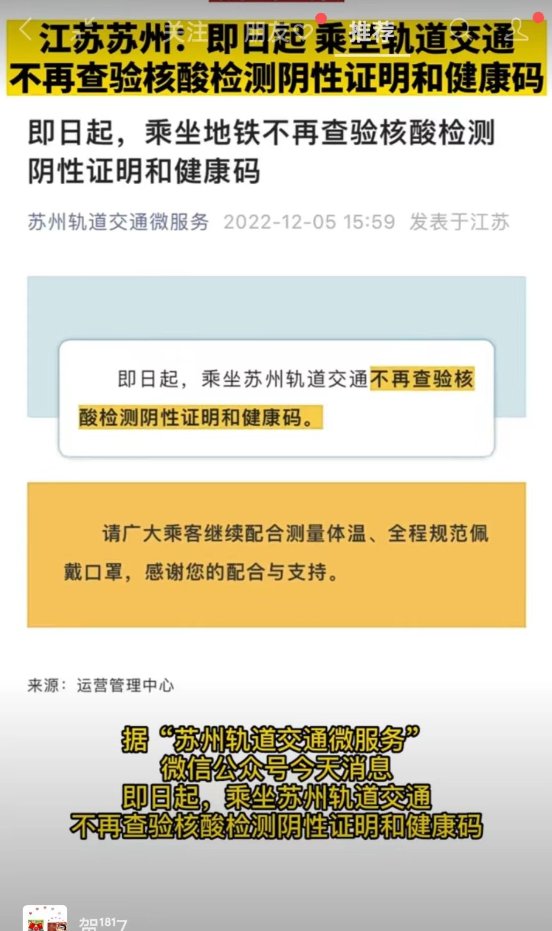 关注 朋友 推荐
江苏苏州：即日起 乘坐轨道交通
不再查验核酸检测阴性证明和健康码
即日起，乘坐地铁不再查验核酸检测
阴性证明和健康码
苏州轨道交通微服务 2022-12-05 15:59 发表于江苏
即日起，乘坐苏州轨道交通不再查验核
酸检测阴性证明和健康码。
请广大乘客继续配合测量体温、全程规范佩
戴口罩，感谢您的配合与支持。
来源：运营管理中心
据“苏州轨道交通微服务”
微信公众号今天消息
即日起，乘坐苏州轨道交通
不再查验核酸检测阴性证明和健康码